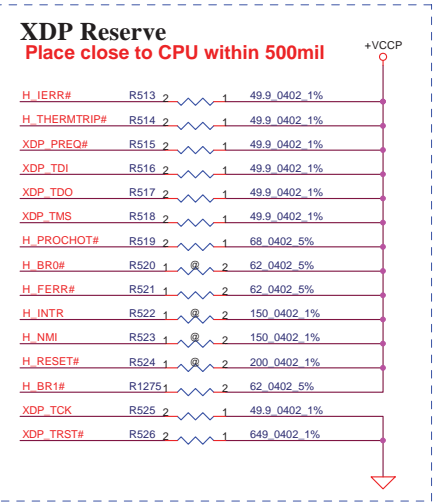 XDP Reserve
Place close to CPU within 500mil
+VCCP
H_IERR# R513 2 1 49.9_0402_1%
H_THERMTRIP# R514 2 1 49.9_0402_1%
XDP_PREQ# R515 2 1 49.9_0402_1%
XDP_TDI R516 2 1 49.9_0402_1%
XDP_TDO R517 2 1 49.9_0402_1%
XDP_TMS R518 2 1 49.9_0402_1%
H_PROCHOT# R519 2 1 68_0402_5%
H_BR0# R520 1 @ 2 62_0402_5%
H_FERR# R521 1 2 62_0402_5%
H_INTR R522 1 @ 2 150_0402_1%
H_NMI R523 1 @ 2 150_0402_1%
H_RESET# R524 1 @ 2 200_0402_1%
H_BR1# R1275 1 2 62_0402_5%
XDP_TCK R525 2 1 49.9_0402_1%
XDP_TRST# R526 2 1 649_0402_1%